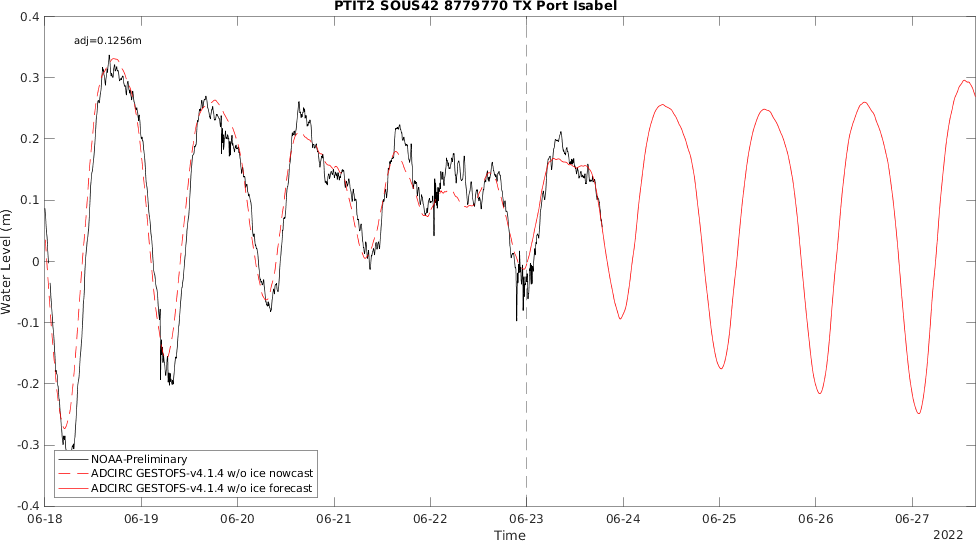 PTIT2 SOUS42 8779770 TX Port Isabel
adj=0.1256m
0.4
0.3
0.2
0.1
0
-0.1
-0.2
-0.3
-0.4
Water Level (m)
NOAA-Preliminary
ADCIRC GESTOFS-v4.1.4 w/o ice nowcast
ADCIRC GESTOFS-v4.1.4 w/o ice forecast
06-18 06-19 06-20 06-21 06-22 06-23 06-24 06-25 06-26 06-27
Time
2022